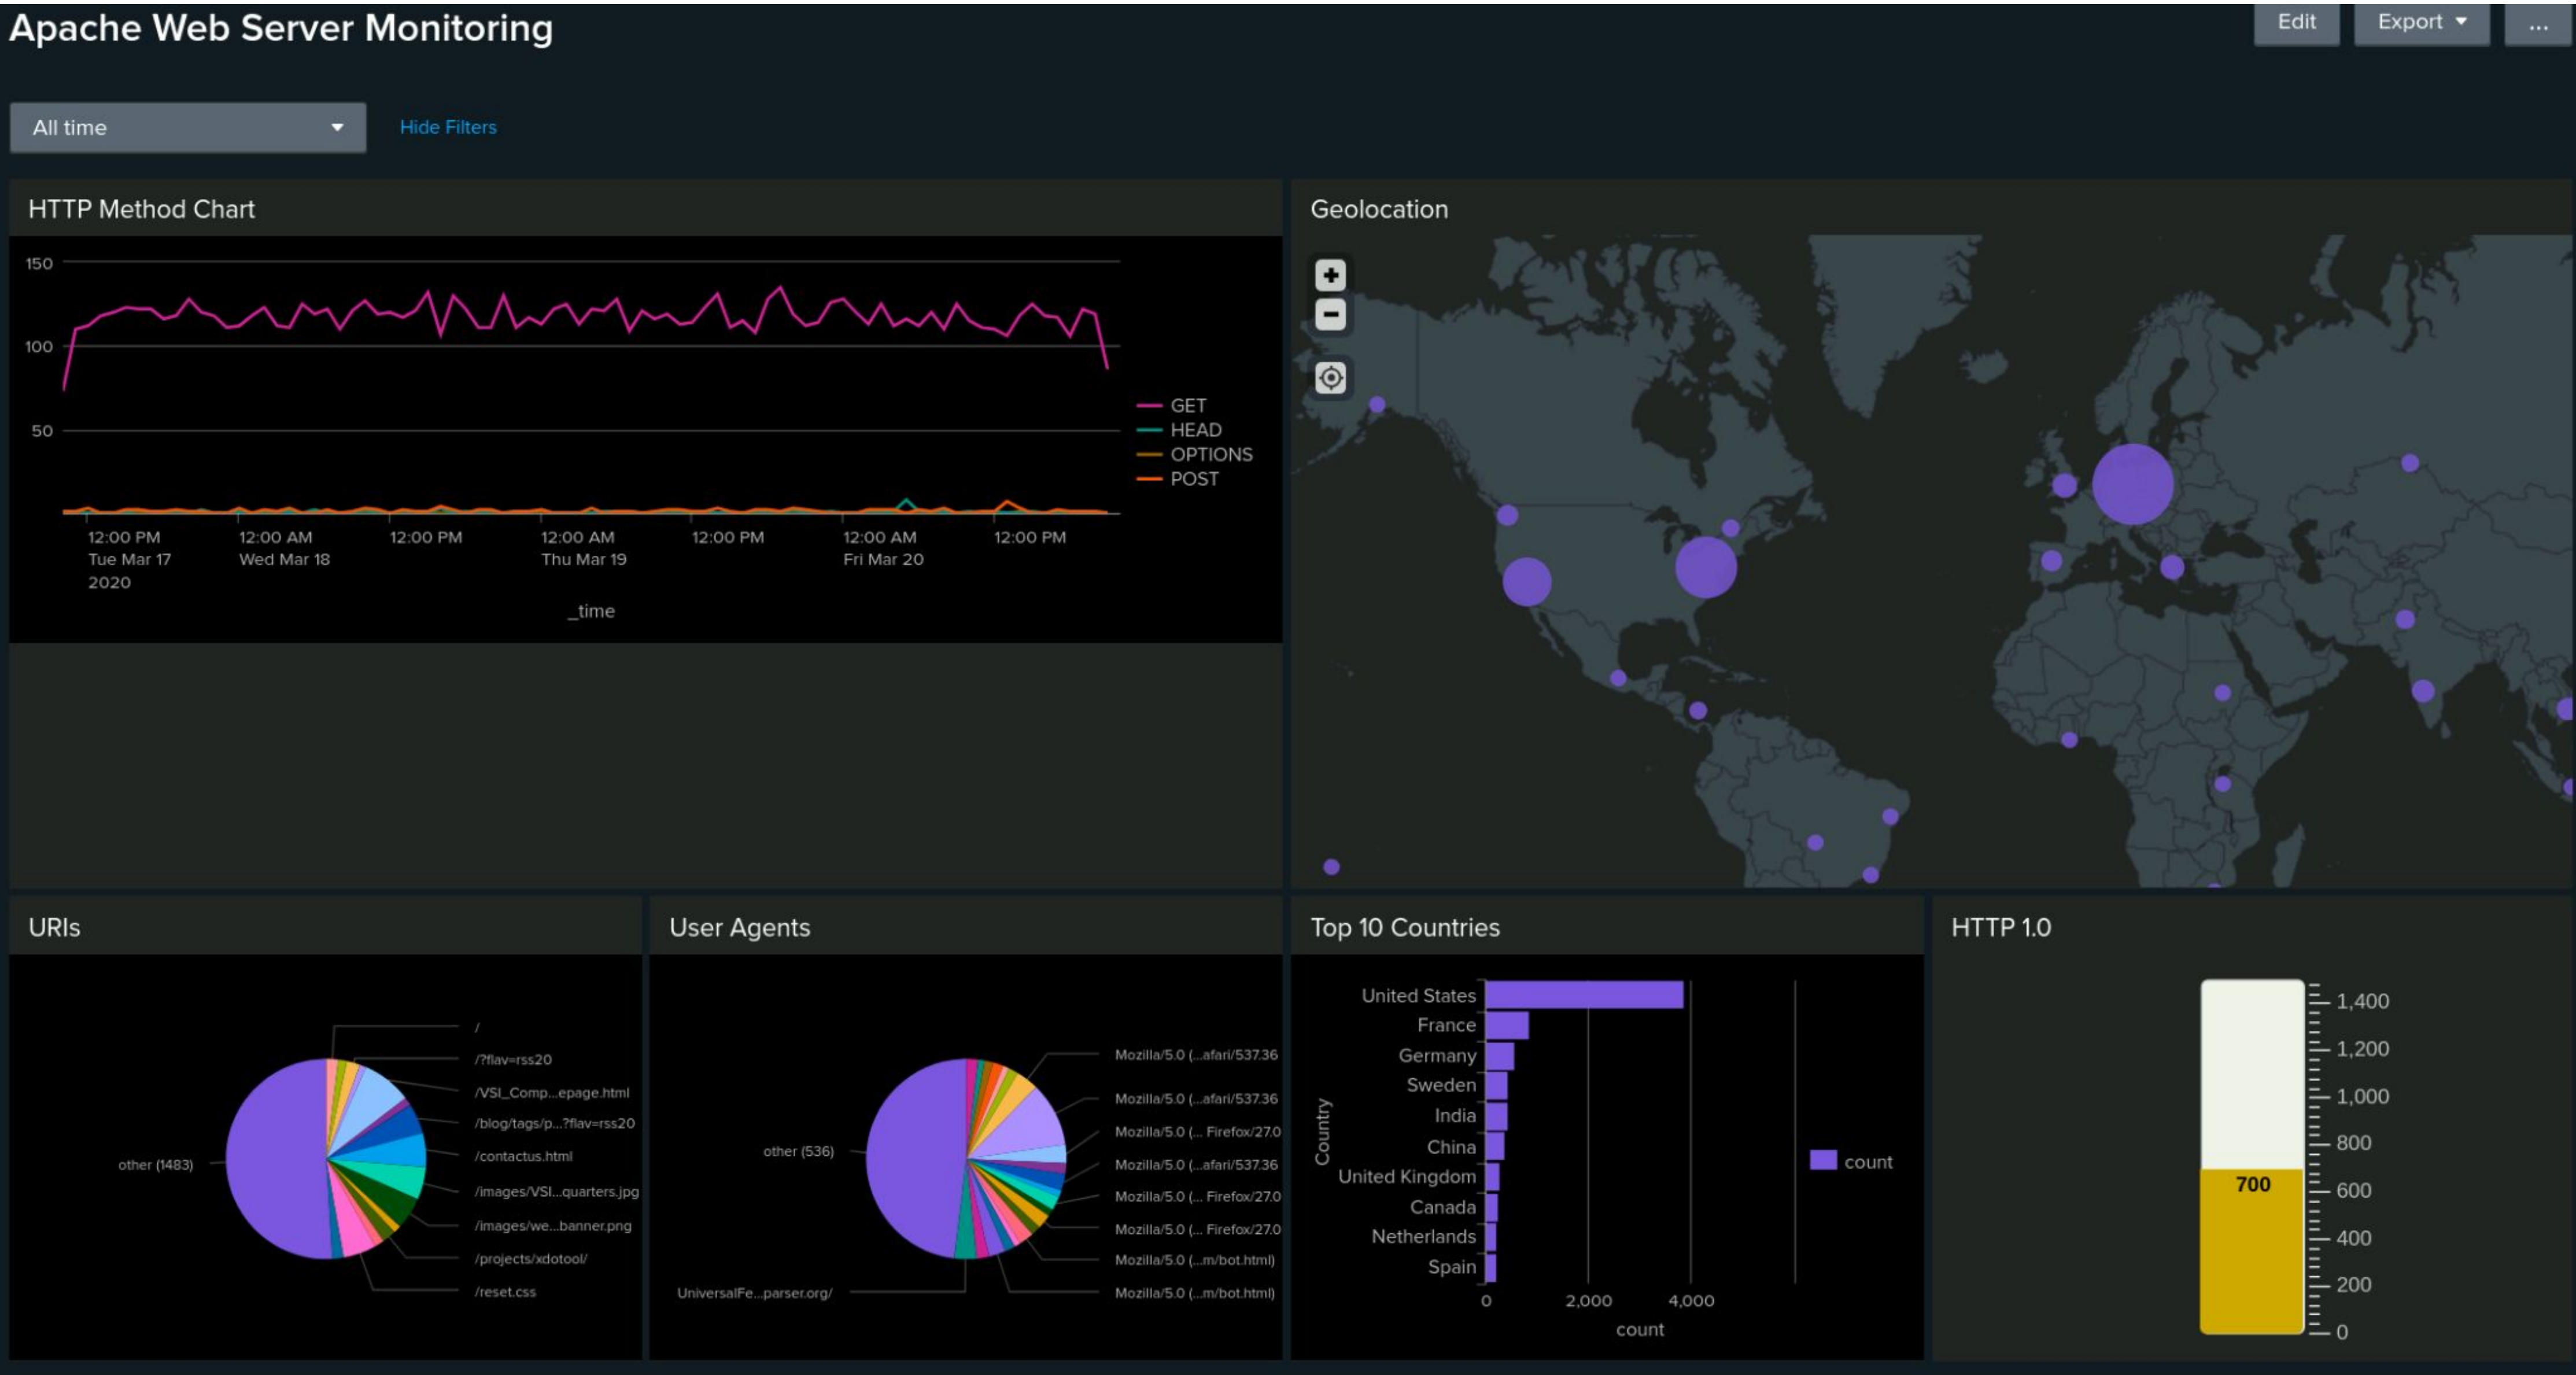 Apache Web Server Monitoring
Edit
Export
...
All time
Hide Filters
HTTP Method Chart
150
100
50
GET
HEAD
OPTIONS
POST
12:00 PM
Tue Mar 17
2020
12:00 AM
Wed Mar 18
12:00 PM
12:00 AM
Thu Mar 19
12:00 PM
12:00 AM
Fri Mar 20
12:00 PM
_time
Geolocation
+
-
URIs
/
/?flav=rss20
/VSI_Comp...epage.html
/blog/tags/p...?flav=rss20
/contactus.html
/images/VSI...quarters.jpg
/images/we...banner.png
/projects/xdotool/
/reset.css
other (1483)
User Agents
Mozilla/5.0 (...afari/537.36
Mozilla/5.0 (...afari/537.36
Mozilla/5.0 (... Firefox/27.0
Mozilla/5.0 (...afari/537.36
Mozilla/5.0 (... Firefox/27.0
Mozilla/5.0 (... Firefox/27.0
Mozilla/5.0 (...m/bot.html)
Mozilla/5.0 (...m/bot.html)
UniversalFe...parser.org/
other (536)
Top 10 Countries
Country
United States
France
Germany
Sweden
India
China
United Kingdom
Canada
Netherlands
Spain
0
2,000
4,000
count
count
HTTP 1.0
1,400
1,200
1,000
800
600
400
200
0
700